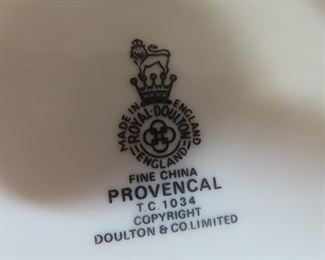 MADE IN ENGLAND
ROYAL·DOULTON
ENGLAND
FINE CHINA
PROVENCAL
T C 1034
COPYRIGHT
DOULTON & CO.LIMITED